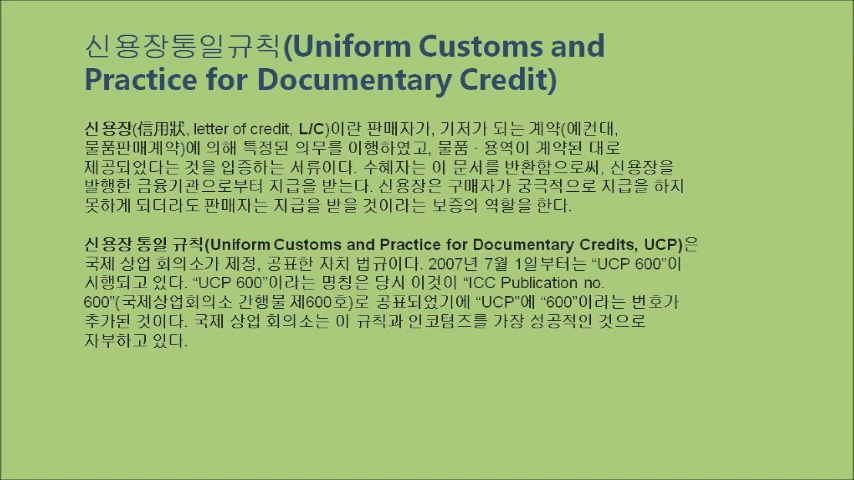 신용장통일규칙(Uniform Customs and
Practice for Documentary Credit)
신용장(信用狀, letter of credit, L/C)이란 판매자가, 기저가 되는 계약(예컨대,
물품판매계약)에 의해 특정된 의무를 이행하였고, 물품 · 용역이 계약된 대로
제공되었다는 것을 입증하는 서류이다. 수혜자는 이 문서를 반환함으로써, 신용장을
발행한 금융기관으로부터 지급을 받는다. 신용장은 구매자가 궁극적으로 지급을 하지
못하게 되더라도 판매자는 지급을 받을 것이라는 보증의 역할을 한다.
신용장 통일 규칙(Uniform Customs and Practice for Documentary Credits, UCP)은
국제 상업 회의소가 제정, 공표한 자치 법규이다. 2007년 7월 1일부터는 “UCP 600”이
시행되고 있다. “UCP 600”이라는 명칭은 당시 이것이 “ICC Publication no.
600”(국제상업회의소 간행물 제600호)로 공표되었기에 “UCP”에 “600”이라는 번호가
추가된 것이다. 국제 상업 회의소는 이 규칙과 인코텀즈를 가장 성공적인 것으로
자부하고 있다.